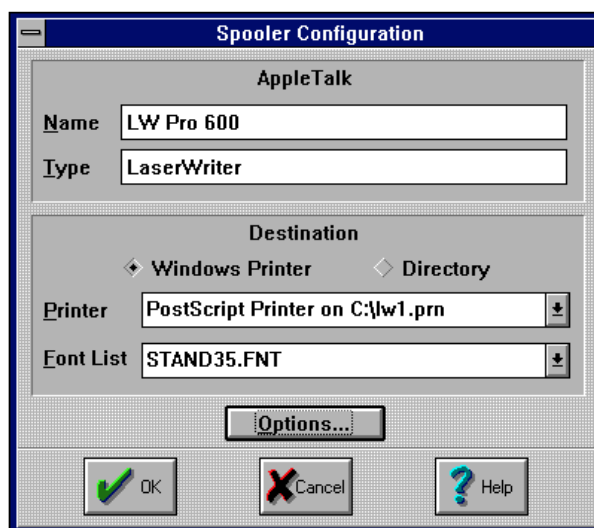 Spooler Configuration
AppleTalk
Name LW Pro 600
Type LaserWriter
Destination
Windows Printer Directory
Printer PostScript Printer on C:\lw1.prn
Font List STAND35.FNT
Options...
OK Cancel Help